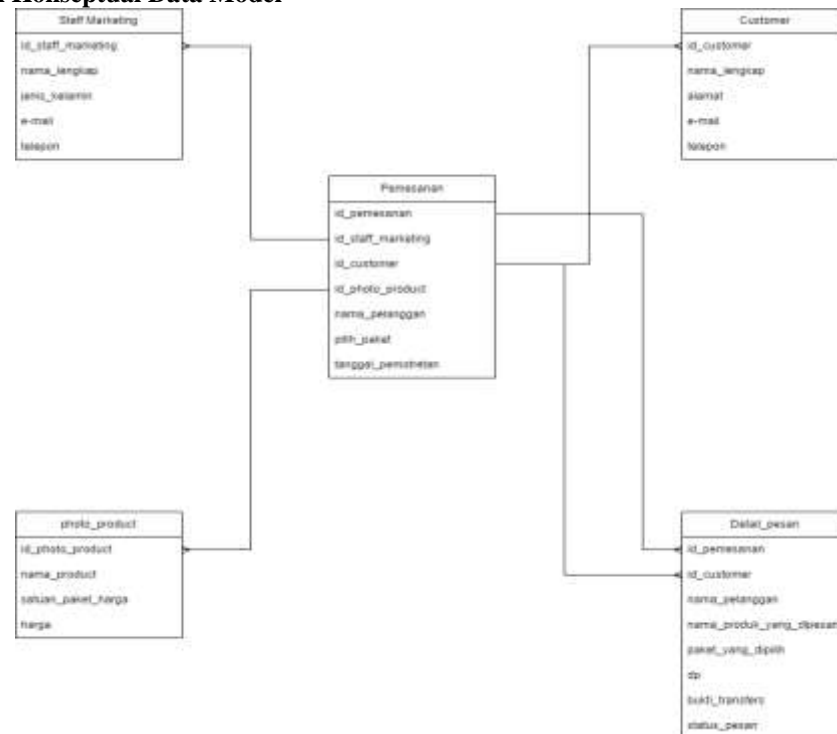 Konseptual Data Model
Staff Marketing
id_staff_marketing
nama_lengkap
jenis_kelamin
e-mail
telepon
Customer
id_customer
nama_lengkap
alamat
e-mail
telepon
Pemesanan
id_pemesanan
id_staff_marketing
id_customer
id_photo_product
nama_pelanggan
pilih_paket
tanggal_pemotretan
photo_product
id_photo_product
nama_product
satuan_paket_harga
harga
Detail_pesan
id_pemesanan
id_customer
nama_pelanggan
nama_produk_yang_dipesan
paket_yang_dipilih
dp
bukti_transfers
status_pesan